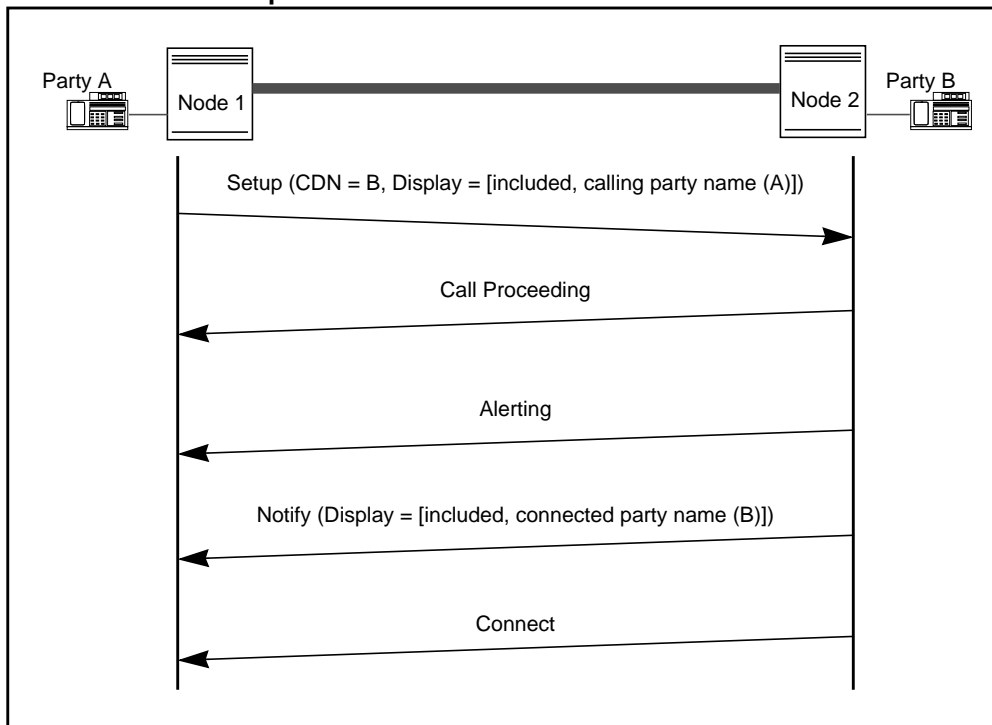 Party A
Node 1
Node 2
Party B
Setup (CDN = B, Display = [included, calling party name (A)])
Call Proceeding
Alerting
Notify (Display = [included, connected party name (B)])
Connect